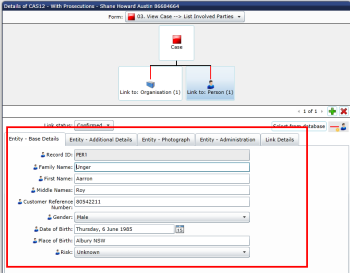 Details of CAS12 - With Prosecutions - Shane Howard Austin 86684664
Form: 03. View Case --> List Involved Parties
Case
Link to: Organisation (1) Link to: Person (1)
1 of 1
Link status: Confirmed Select from database
Entity - Base Details Entity - Additional Details Entity - Photograph Entity - Administration Link Details
Record ID: PER1
Family Name: Unger
First Name: Aarron
Middle Names: Roy
Customer Reference Number: 80542211
Gender: Male
Date of Birth: Thursday, 6 June 1985
Place of Birth: Albury NSW
Risk: Unknown